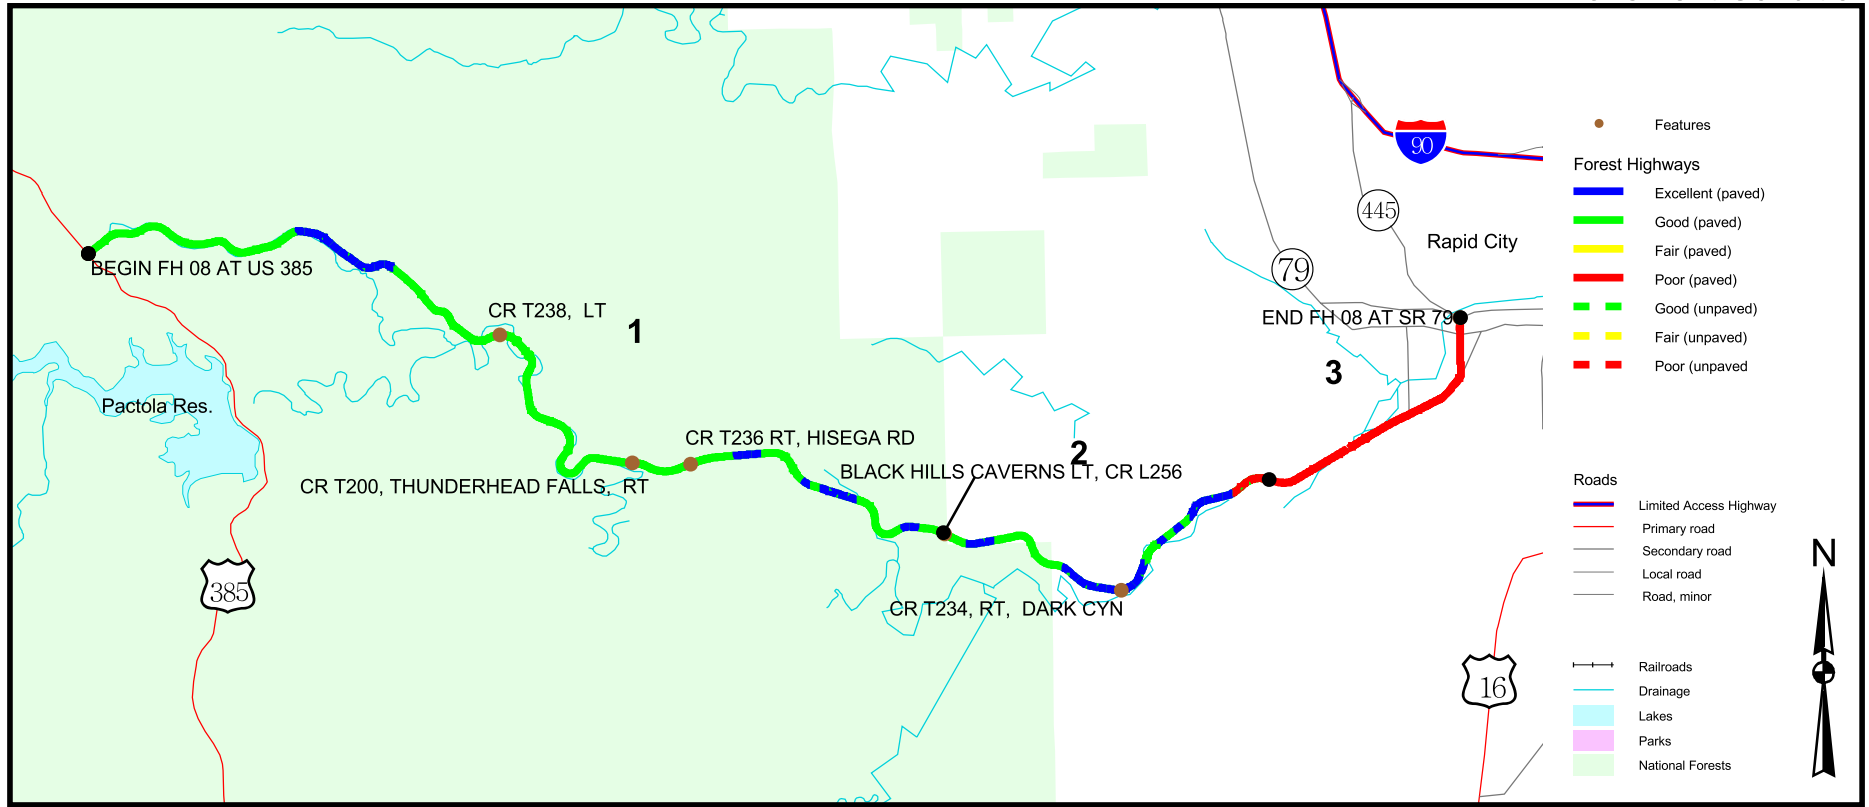 90
Features
Forest Highways
Excellent (paved)
445
Good (paved)
Rapid City
Fair (paved)
BEGIN FH 08 AT US 385
79
Poor (paved)
CR T238, LT
Good (unpaved)
1
END FH 08 AT SR 79
Fair (unpaved)
3
Poor (unpaved
Pactola Res.
CR T236 RT, HISEGA RD
2
BLACK HILLS CAVERNS LT, CR L256
CR T200, THUNDERHEAD FALLS, RT
Roads
Limited Access Highway
Primary road
Secondary road
N
Local road
385
Road, minor
CR T234, RT, DARK CYN
Railroads
16
Drainage
Lakes
Parks
National Forests